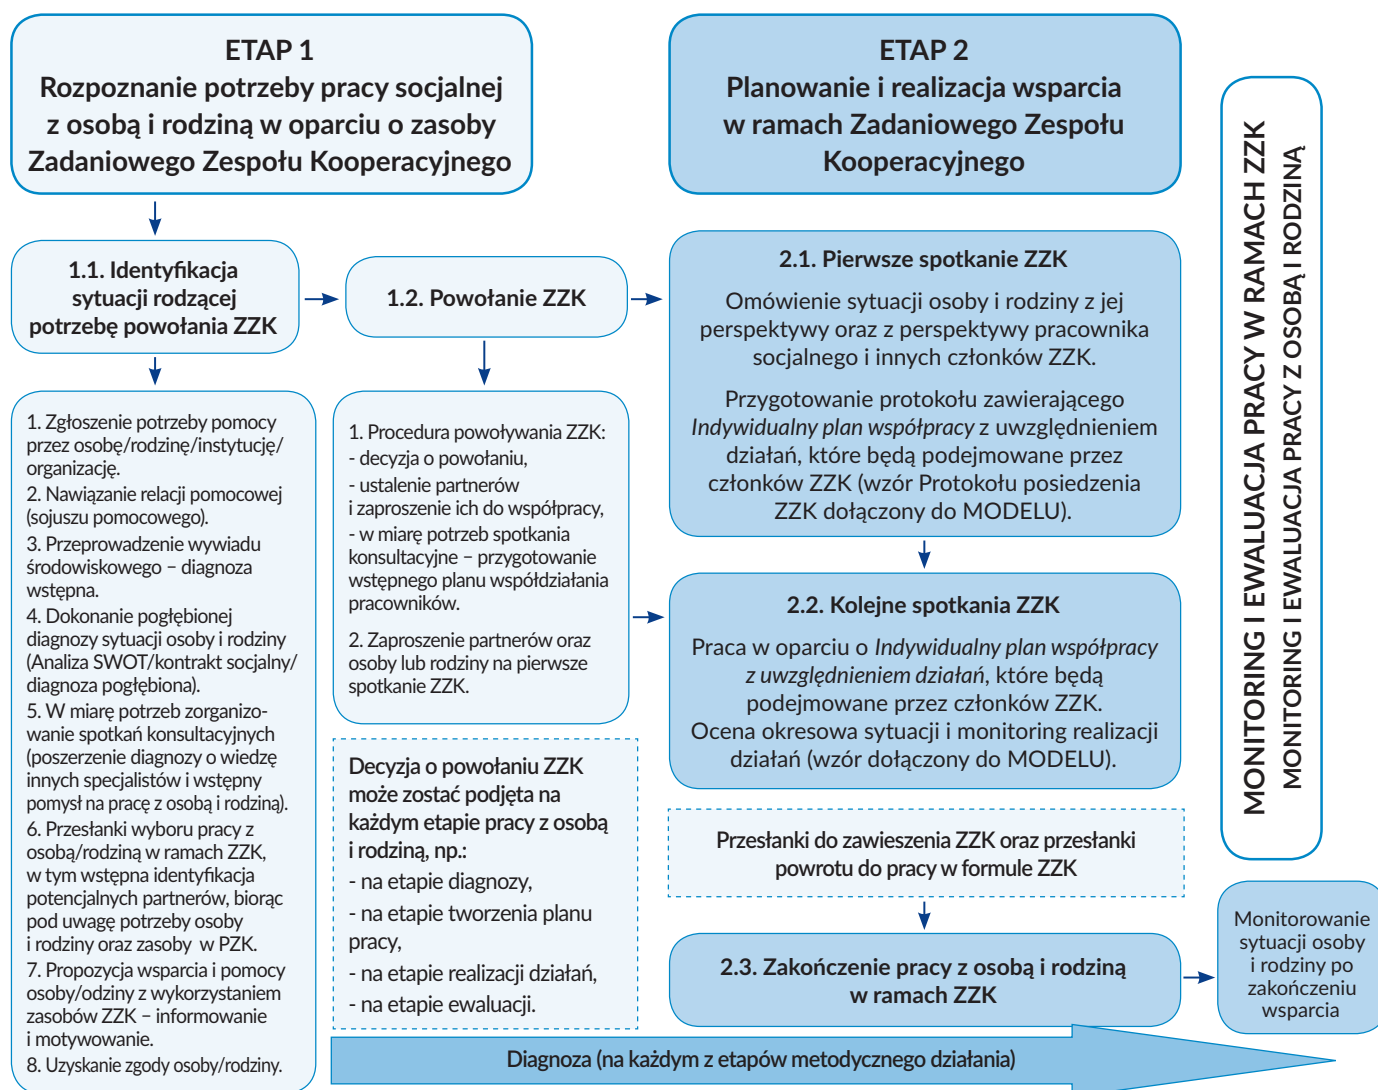 ETAP 1
Rozpoznanie potrzeby pracy socjalnej
z osobą i rodziną w oparciu o zasoby
Zadaniowego Zespołu Kooperacyjnego
ETAP 2
Planowanie i realizacja wsparcia
w ramach Zadaniowego Zespołu
Kooperacyjnego
MONITORING I EWALUACJA PRACY W RAMACH ZZK
MONITORING I EWALUACJA PRACY Z OSOBĄ I RODZINĄ
1.1. Identyfikacja
sytuacji rodzącej
potrzebę powołania ZZK
1.2. Powołanie ZZK
2.1. Pierwsze spotkanie ZZK
Omówienie sytuacji osoby i rodziny z jej
perspektywy oraz z perspektywy pracownika
socjalnego i innych członków ZZK.
Przygotowanie protokołu zawierającego
Indywidualny plan współpracy z uwzględnieniem
działań, które będą podejmowane przez
członków ZZK (wzór Protokołu posiedzenia
ZZK dołączony do MODELU).
1. Zgłoszenie potrzeby pomocy
przez osobę/rodzinę/instytucję/
organizację.
2. Nawiązanie relacji pomocowej
(sojuszu pomocowego).
3. Przeprowadzenie wywiadu
środowiskowego – diagnoza
wstępna.
4. Dokonanie pogłębionej
diagnozy sytuacji osoby i rodziny
(Analiza SWOT/kontrakt socjalny/
diagnoza pogłębiona).
5. W miarę potrzeb zorganizo-
wanie spotkań konsultacyjnych
(poszerzenie diagnozy o wiedzę
innych specjalistów i wstępny
pomysł na pracę z osobą i rodziną).
6. Przesłanki wyboru pracy z
osobą/rodziną w ramach ZZK,
w tym wstępna identyfikacja
potencjalnych partnerów, biorąc
pod uwagę potrzeby osoby
i rodziny oraz zasoby w PZK.
7. Propozycja wsparcia i pomocy
osoby/odziny z wykorzystaniem
zasobów ZZK – informowanie
i motywowanie.
8. Uzyskanie zgody osoby/rodziny.
1. Procedura powoływania ZZK:
- decyzja o powołaniu,
- ustalenie partnerów
i zaproszenie ich do współpracy,
- w miarę potrzeb spotkania
konsultacyjne – przygotowanie
wstępnego planu współdziałania
pracowników.
2. Zaproszenie partnerów oraz
osoby lub rodziny na pierwsze
spotkanie ZZK.
2.2. Kolejne spotkania ZZK
Praca w oparciu o Indywidualny plan współpracy
z uwzględnieniem działań, które będą
podejmowane przez członków ZZK.
Ocena okresowa sytuacji i monitoring realizacji
działań (wzór dołączony do MODELU).
Decyzja o powołaniu ZZK
może zostać podjęta na
każdym etapie pracy z osobą
i rodziną, np.:
- na etapie diagnozy,
- na etapie tworzenia planu
pracy,
- na etapie realizacji działań,
- na etapie ewaluacji.
Przesłanki do zawieszenia ZZK oraz przesłanki
powrotu do pracy w formule ZZK
2.3. Zakończenie pracy z osobą i rodziną
w ramach ZZK
Monitorowanie
sytuacji osoby
i rodziny po
zakończeniu
wsparcia
Diagnoza (na każdym z etapów metodycznego działania)